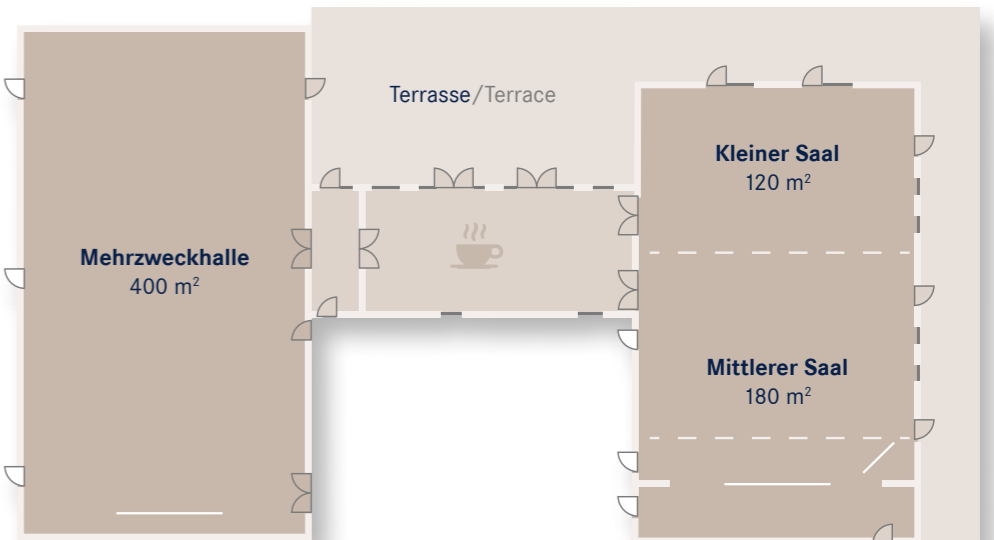 Terrasse/Terrace
Kleiner Saal
120 m²
Mehrzweckhalle
400 m²
Mittlerer Saal
180 m²